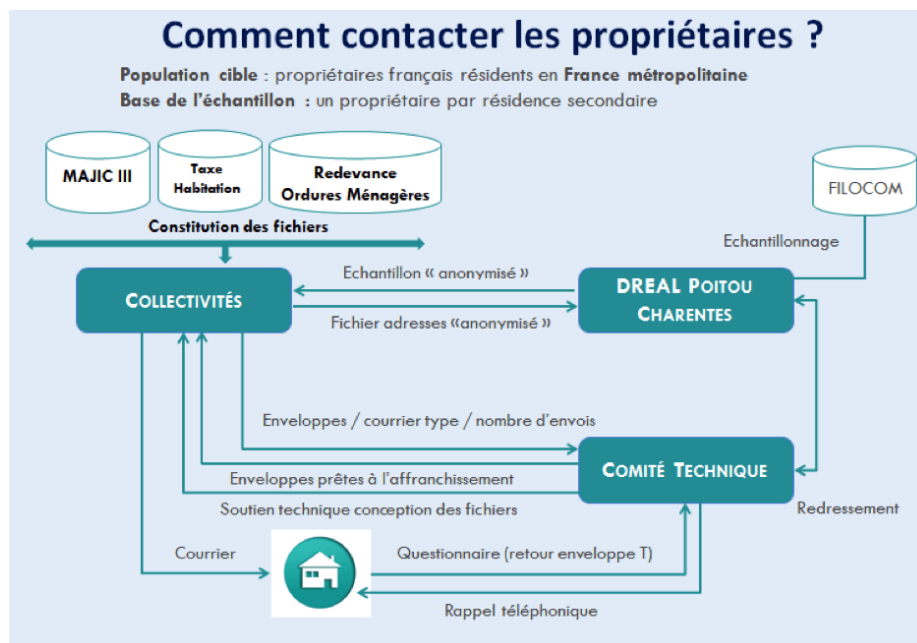 Comment contacter les propriétaires ?
Population cible : propriétaires français résidents en France métropolitaine
Base de l'échantillon : un propriétaire par résidence secondaire
MAJIC III
Taxe
Habitation
Redevance
Ordures Ménagères
FILOCOM
Constitution des fichiers
Echantillonnage
COLLECTIVITÉS
Echantillon « anonymisé »
Fichier adresses «anonymisé »
DREAL POITOU
CHARENTES
Enveloppes / courrier type / nombre d'envois
Enveloppes prêtes à l'affranchissement
Soutien technique conception des fichiers
COMITÉ TECHNIQUE
Redressement
Courrier
Questionnaire (retour enveloppe T)
Rappel téléphonique